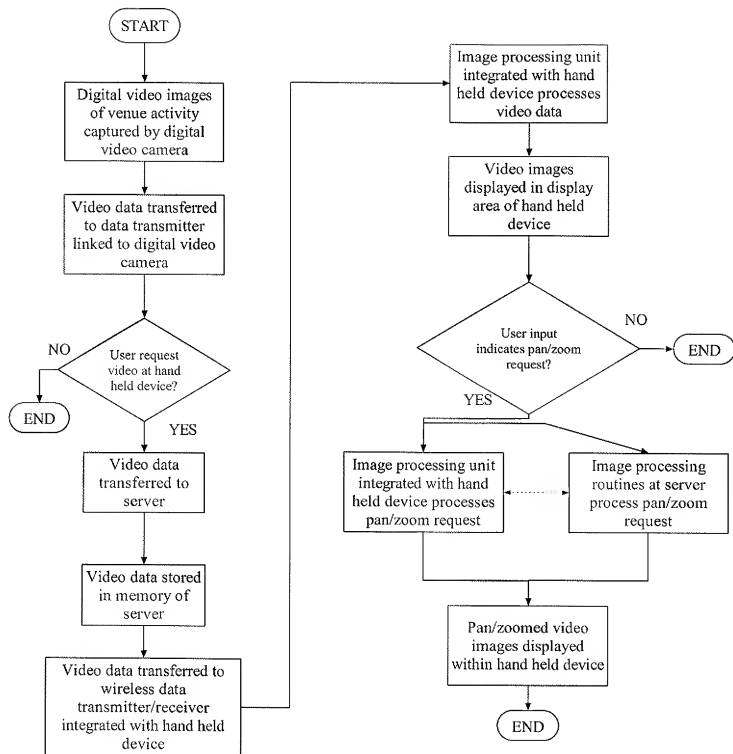 START
Digital video images
of venue activity
captured by digital
video camera
Video data transferred
to data transmitter
linked to digital video
camera
NO
User request
video at hand
held device?
END
YES
Video data
transferred to
server
Video data stored
in memory of
server
Video data transferred to
wireless data
transmitter/receiver
integrated with hand held
device
Image processing unit
integrated with hand
held device processes
video data
Video images
displayed in display
area of hand held
device
User input
indicates pan/zoom
request?
NO
END
YES
Image processing unit
integrated with hand
held device processes
pan/zoom request
Image processing
routines at server
process pan/zoom
request
Pan/zoomed video
images displayed
within hand held device
END